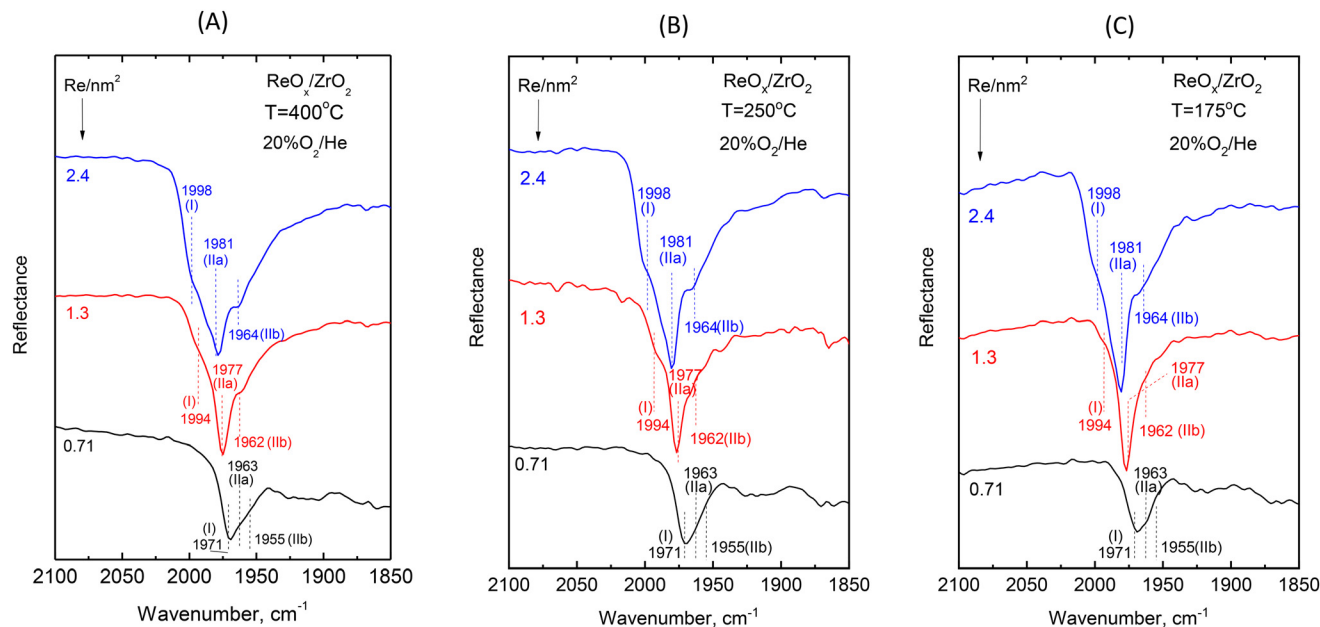 (A)
Re/nm²
ReOₓ/ZrO₂
T=400°C
20%O₂/He
2.4
1998
(I)
1981
(IIa)
1964 (IIb)
1.3
1977
(IIa)
(I)
1994
1962 (IIb)
0.71
1963
(IIa)
(I)
1971
1955 (IIb)
Reflectance
2100 2050 2000 1950 1900 1850
Wavenumber, cm⁻¹
(B)
Re/nm²
ReOₓ/ZrO₂
T=250°C
20%O₂/He
2.4
1998
(I)
1981
(IIa)
1964 (IIb)
1.3
1977
(IIa)
(I)
1994
1962(IIb)
0.71
1963
(IIa)
(I)
1971
1955(IIb)
Reflectance
2100 2050 2000 1950 1900 1850
Wavenumber, cm⁻¹
(C)
Re/nm²
ReOₓ/ZrO₂
T=175°C
20%O₂/He
2.4
1998
(I)
1981
(IIa)
1964 (IIb)
1.3
1977
(IIa)
(I)
1994
1962 (IIb)
0.71
1963
(IIa)
(I)
1971
1955(IIb)
Reflectance
2100 2050 2000 1950 1900 1850
Wavenumber, cm⁻¹